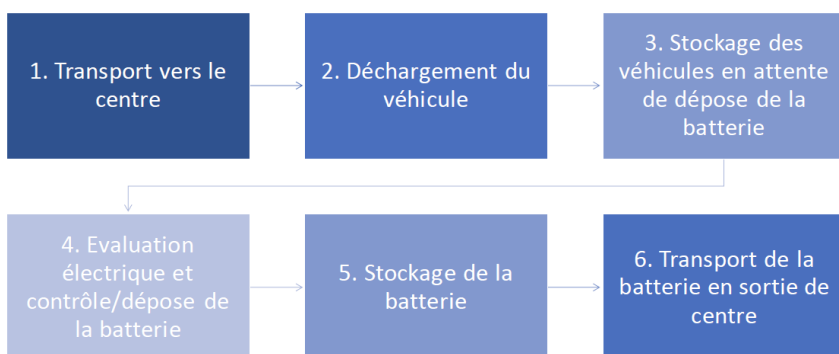 1. Transport vers le
centre
2. Déchargement du
véhicule
3. Stockage des
véhicules en attente
de dépose de la
batterie
4. Evaluation
électrique et
contrôle/dépose de
la batterie
5. Stockage de la
batterie
6. Transport de la
batterie en sortie de
centre